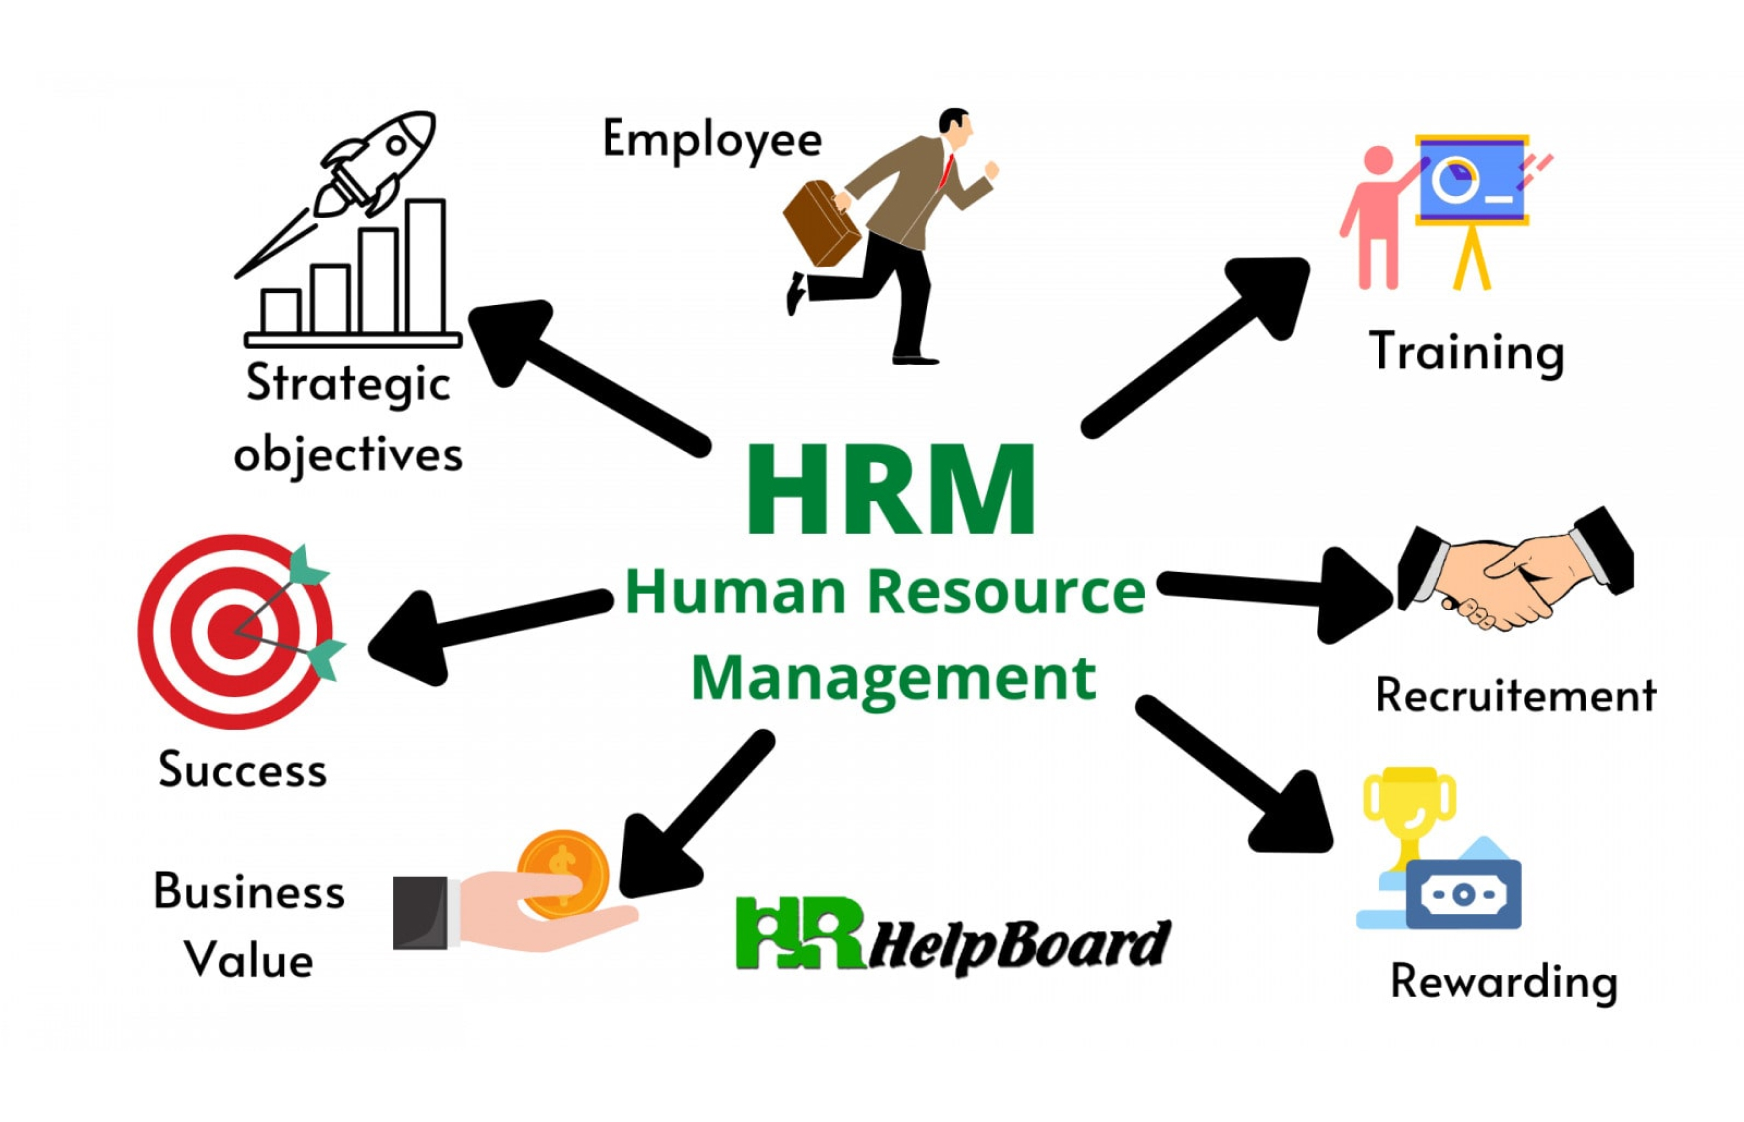 Employee
Training
Strategic
objectives
HRM
Human Resource
Management
Recruitement
Success
Rewarding
Business
Value
HR HelpBoard